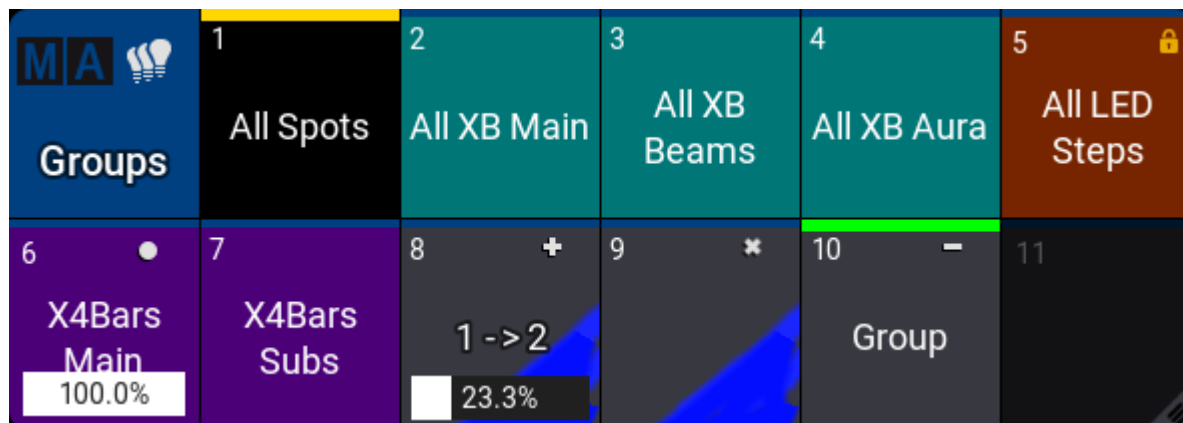 MA
Groups
1
All Spots
2
All XB Main
3
All XB
Beams
4
All XB Aura
5
All LED
Steps
6
X4Bars
Main
100.0%
7
X4Bars
Subs
8
1 -> 2
23.3%
9
10
Group
11